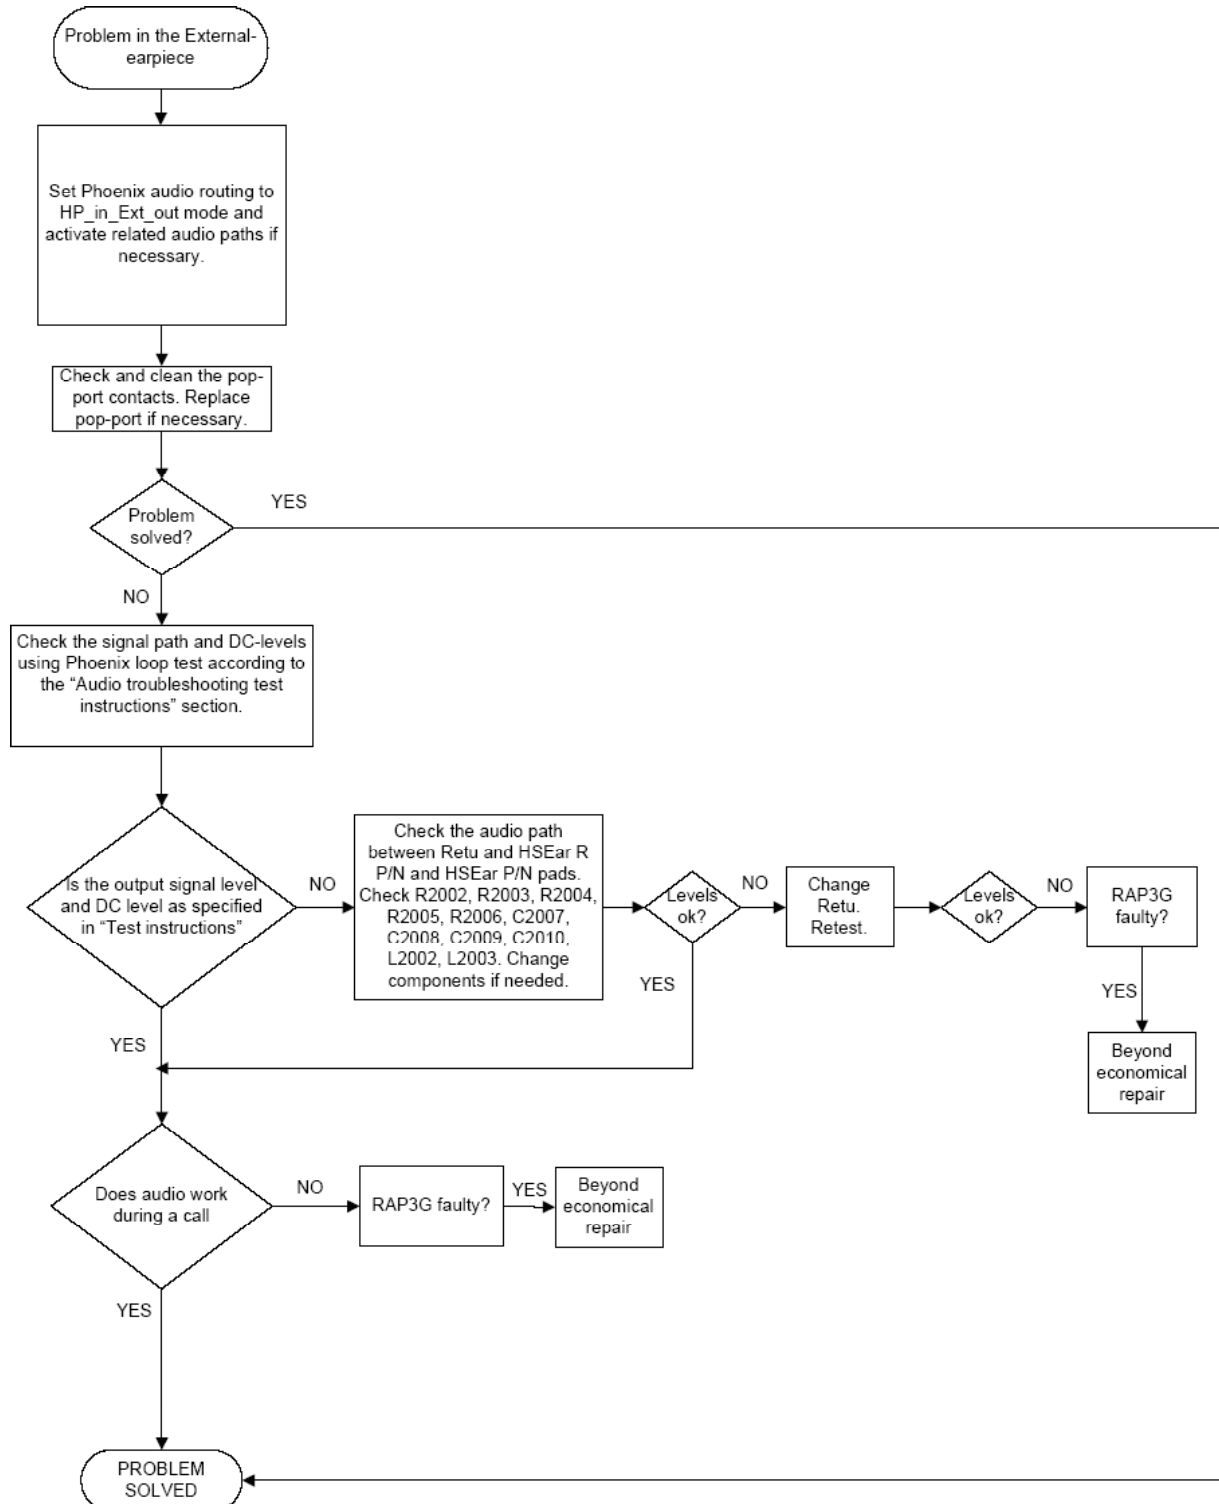 Problem in the External-
earpiece
Set Phoenix audio routing to
HP_in_Ext_out mode and
activate related audio paths if
necessary.
Check and clean the pop-
port contacts. Replace
pop-port if necessary.
Problem
solved?
YES
NO
Check the signal path and DC-levels
using Phoenix loop test according to
the “Audio troubleshooting test
instructions” section.
Is the output signal level
and DC level as specified
in “Test instructions”
NO
Check the audio path
between Retu and HSEar R
P/N and HSEar P/N pads.
Check R2002, R2003, R2004,
R2005, R2006, C2007,
C2008, C2009, C2010,
L2002, L2003. Change
components if needed.
Levels
ok?
NO
Change
Retu.
Retest.
Levels
ok?
NO
RAP3G
faulty?
YES
YES
Beyond
economical
repair
YES
Does audio work
during a call
NO
RAP3G faulty?
YES
Beyond
economical
repair
YES
PROBLEM
SOLVED